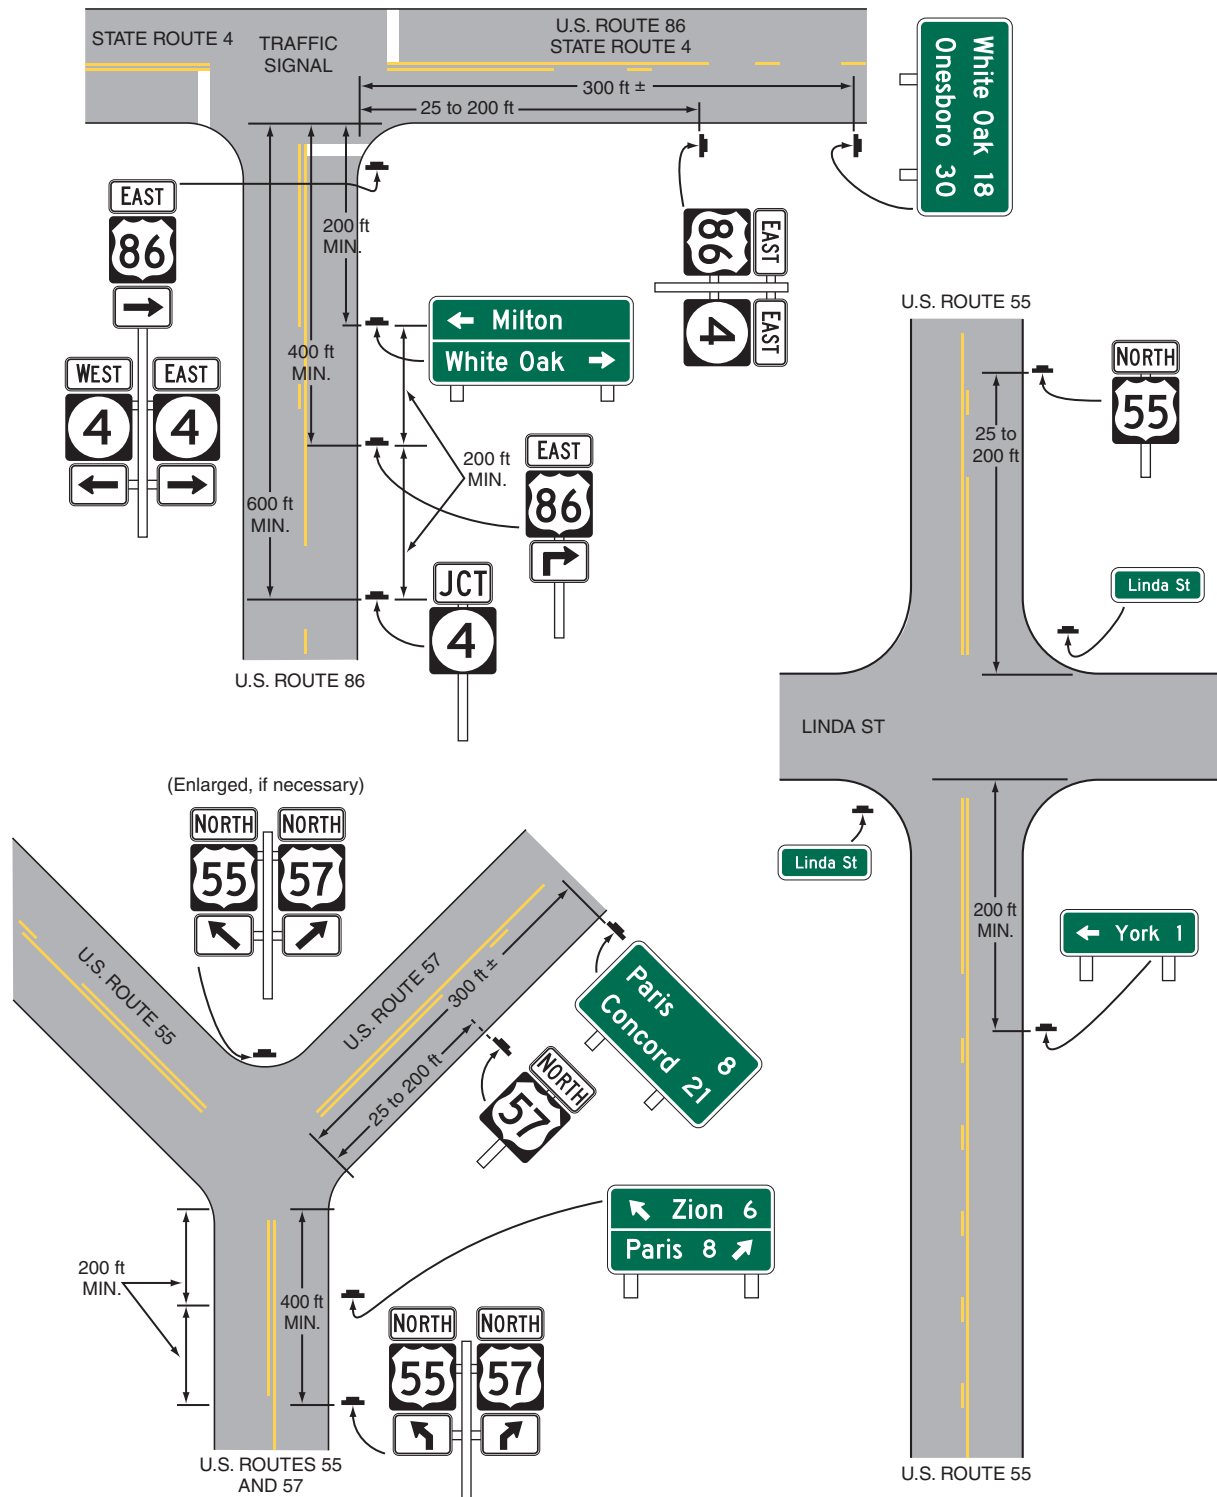 STATE ROUTE 4
TRAFFIC
SIGNAL
U.S. ROUTE 86
STATE ROUTE 4
300 ft ±
25 to 200 ft
White Oak 18
Onesboro 30
EAST
86
WEST
EAST
4
4
200 ft
MIN.
400 ft
MIN.
600 ft
MIN.
200 ft
MIN.
Milton
White Oak
EAST
86
JCT
4
U.S. ROUTE 86
86
EAST
4
EAST
U.S. ROUTE 55
NORTH
55
25 to
200 ft
Linda St
LINDA ST
Linda St
200 ft
MIN.
York 1
U.S. ROUTE 55
(Enlarged, if necessary)
NORTH
NORTH
55
57
U.S. ROUTE 55
U.S. ROUTE 57
300 ft ±
25 to 200 ft
Paris 8
Concord 21
NORTH
57
Zion 6
Paris 8
200 ft
MIN.
400 ft
MIN.
NORTH
NORTH
55
57
U.S. ROUTES 55
AND 57